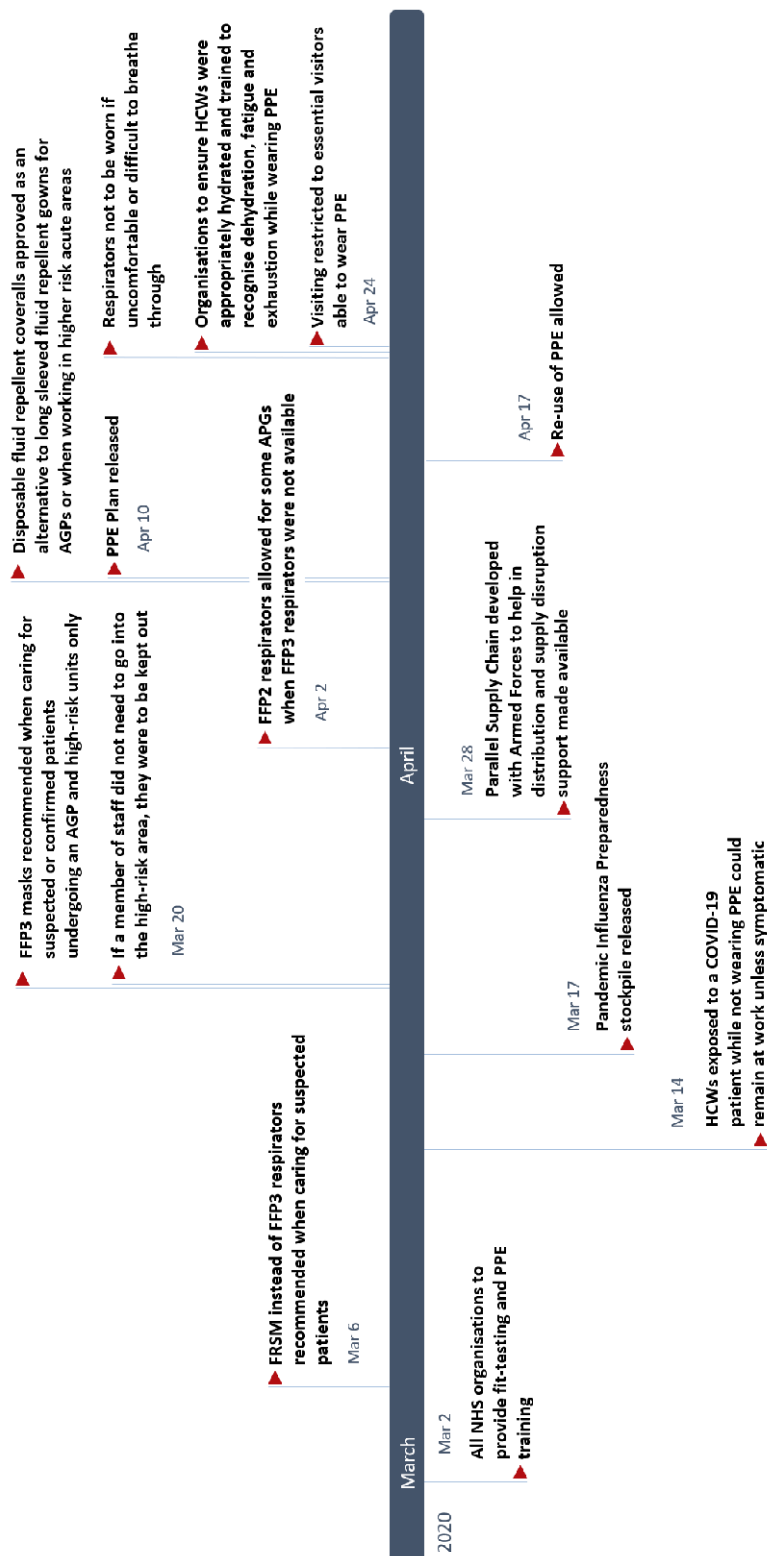 FFP3 masks recommended when caring for
suspected or confirmed patients
undergoing an AGP and high-risk units only
If a member of staff did not need to go into
the high-risk area, they were to be kept out
Mar 20
Disposable fluid repellent coveralls approved as an
alternative to long sleeved fluid repellent gowns for
AGPs or when working in higher risk acute areas
PPE Plan released
Apr 10
Respirators not to be worn if
uncomfortable or difficult to breathe
through
Organisations to ensure HCWs were
appropriately hydrated and trained to
recognise dehydration, fatigue and
exhaustion while wearing PPE
Visiting restricted to essential visitors
able to wear PPE
Apr 24
FRSM instead of FFP3 respirators
recommended when caring for suspected
patients
Mar 6
FFP2 respirators allowed for some APGs
when FFP3 respirators were not available
Apr 2
March
April
2020
Mar 2
All NHS organisations to
provide fit-testing and PPE
training
Mar 14
HCWs exposed to a COVID-19
patient while not wearing PPE could
remain at work unless symptomatic
Mar 17
Pandemic Influenza Preparedness
stockpile released
Mar 28
Parallel Supply Chain developed
with Armed Forces to help in
distribution and supply disruption
support made available
Apr 17
Re-use of PPE allowed